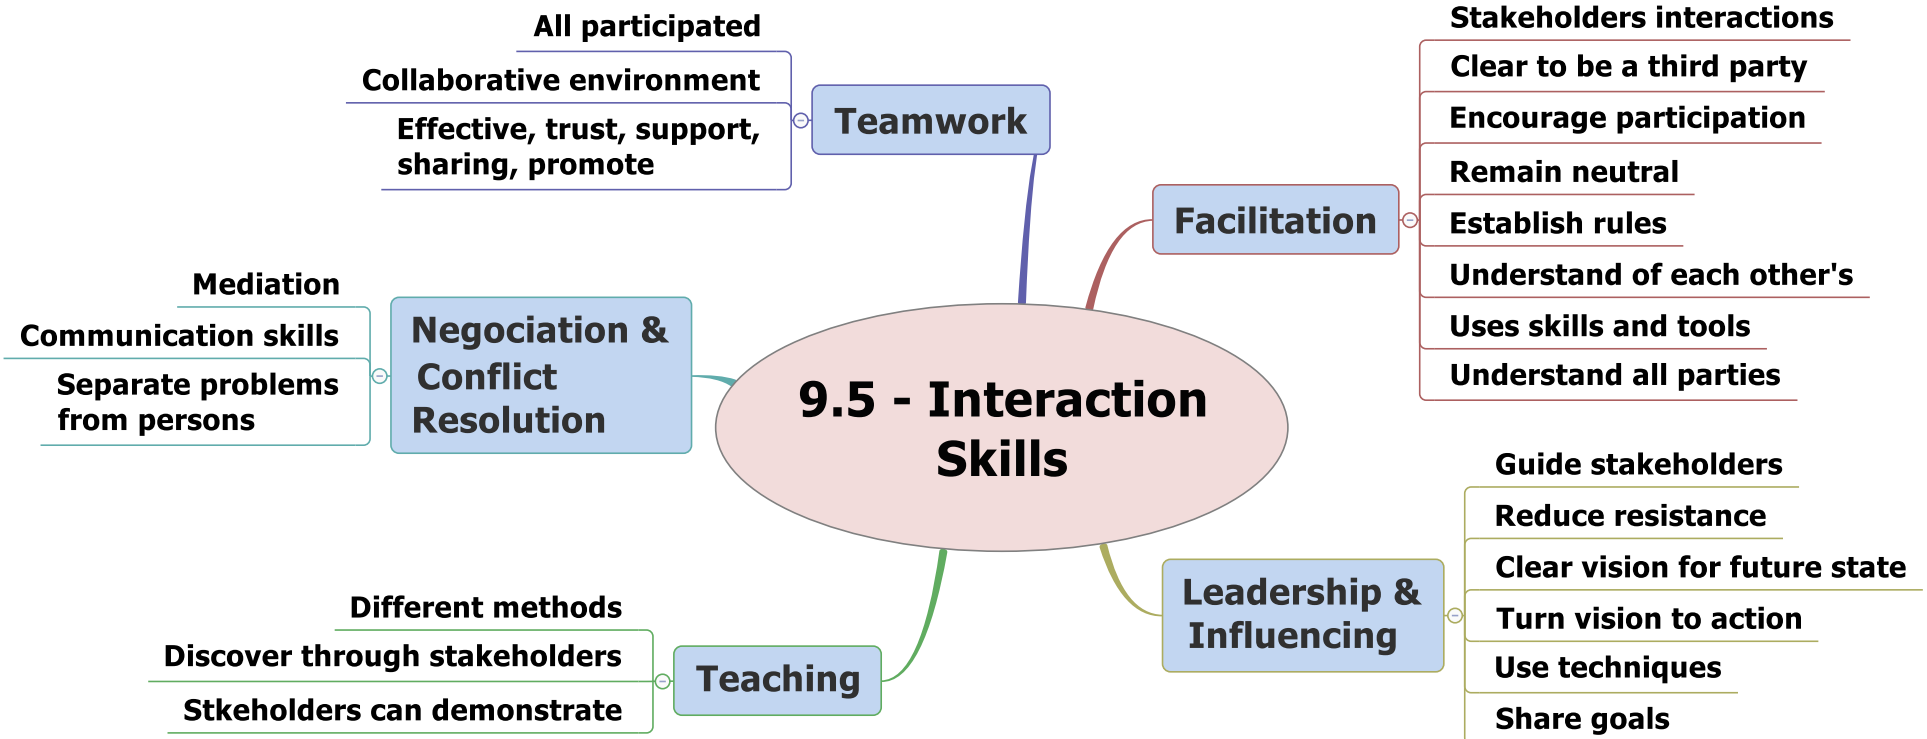 9.5 - Interaction
Skills
Facilitation
Stakeholders interactions
Clear to be a third party
Encourage participation
Remain neutral
Establish rules
Understand of each other's
Uses skills and tools
Understand all parties
Leadership &
Influencing
Guide stakeholders
Reduce resistance
Clear vision for future state
Turn vision to action
Use techniques
Share goals
Teamwork
All participated
Collaborative environment
Effective, trust, support,
sharing, promote
Negociation &
Conflict
Resolution
Mediation
Communication skills
Separate problems
from persons
Teaching
Different methods
Discover through stakeholders
Stkeholders can demonstrate